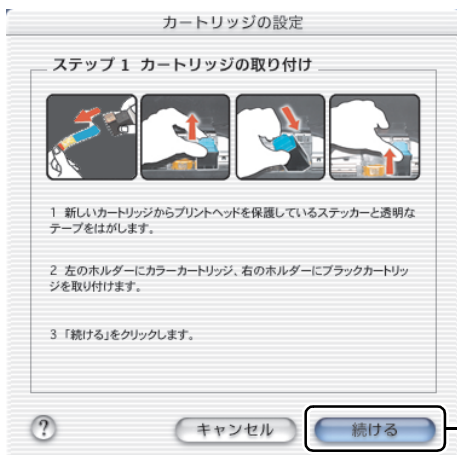 カートリッジの設定
ステップ 1 カートリッジの取り付け
1 新しいカートリッジからプリントヘッドを保護しているステッカーと透明な
テープをはがします。
2 左のホルダーにカラーカートリッジ、右のホルダーにブラックカートリッ
ジを取り付けます。
3 「続ける」をクリックします。
?
キャンセル
続ける